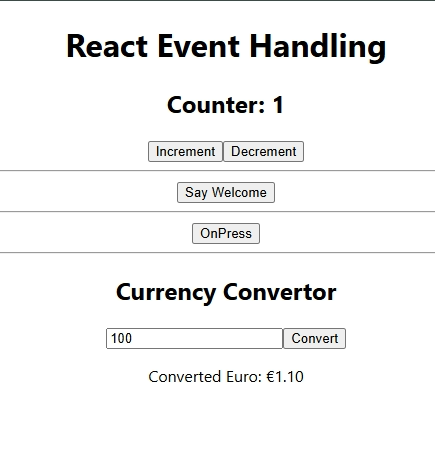 React Event Handling
Counter: 1
Increment Decrement
Say Welcome
OnPress
Currency Convertor
100 Convert
Converted Euro: €1.10